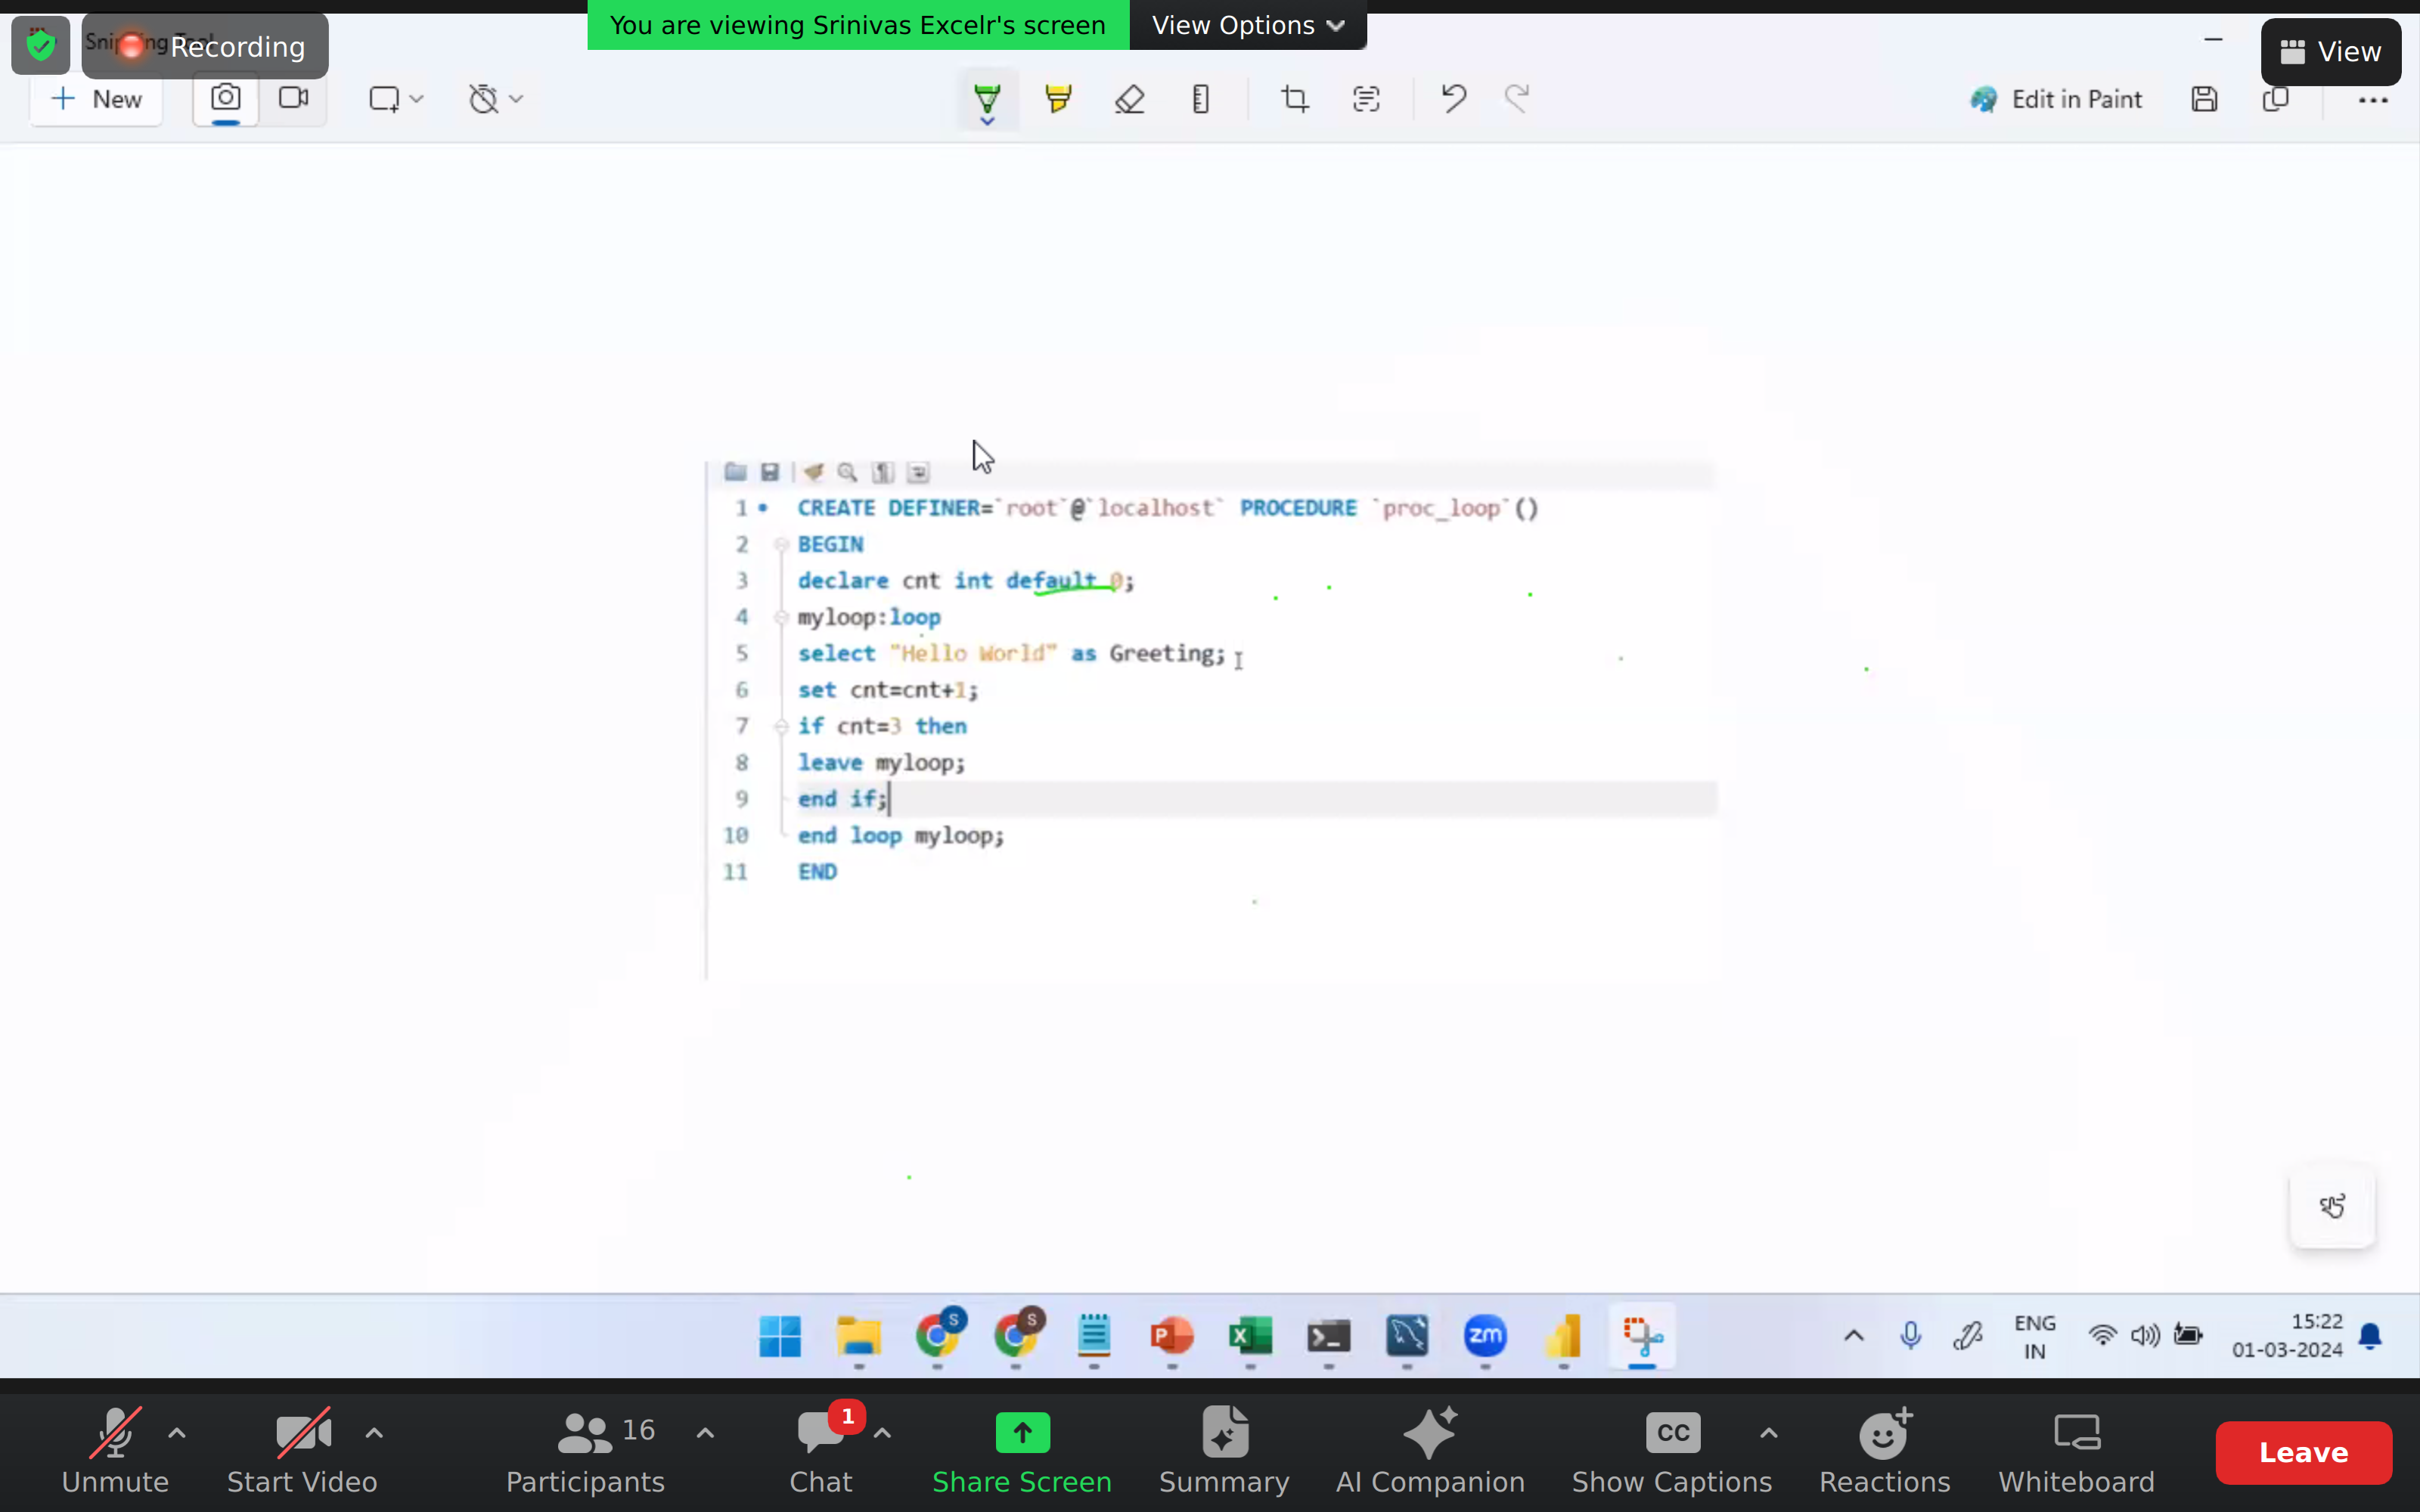 You are viewing Srinivas Excelr's screen
View Options
Recording
View
New
Edit in Paint
1 CREATE DEFINER=`root`@`localhost` PROCEDURE `proc_loop`()
2 BEGIN
3 declare cnt int default 0;
4 myloop:loop
5 select "Hello World" as Greeting;
6 set cnt=cnt+1;
7 if cnt=3 then
8 leave myloop;
9 end if;
10 end loop myloop;
11 END
S
S
P
X
zm
ENG
IN
15:22
01-03-2024
16
1
CC
Unmute
Start Video
Participants
Chat
Share Screen
Summary
AI Companion
Show Captions
Reactions
Whiteboard
Leave